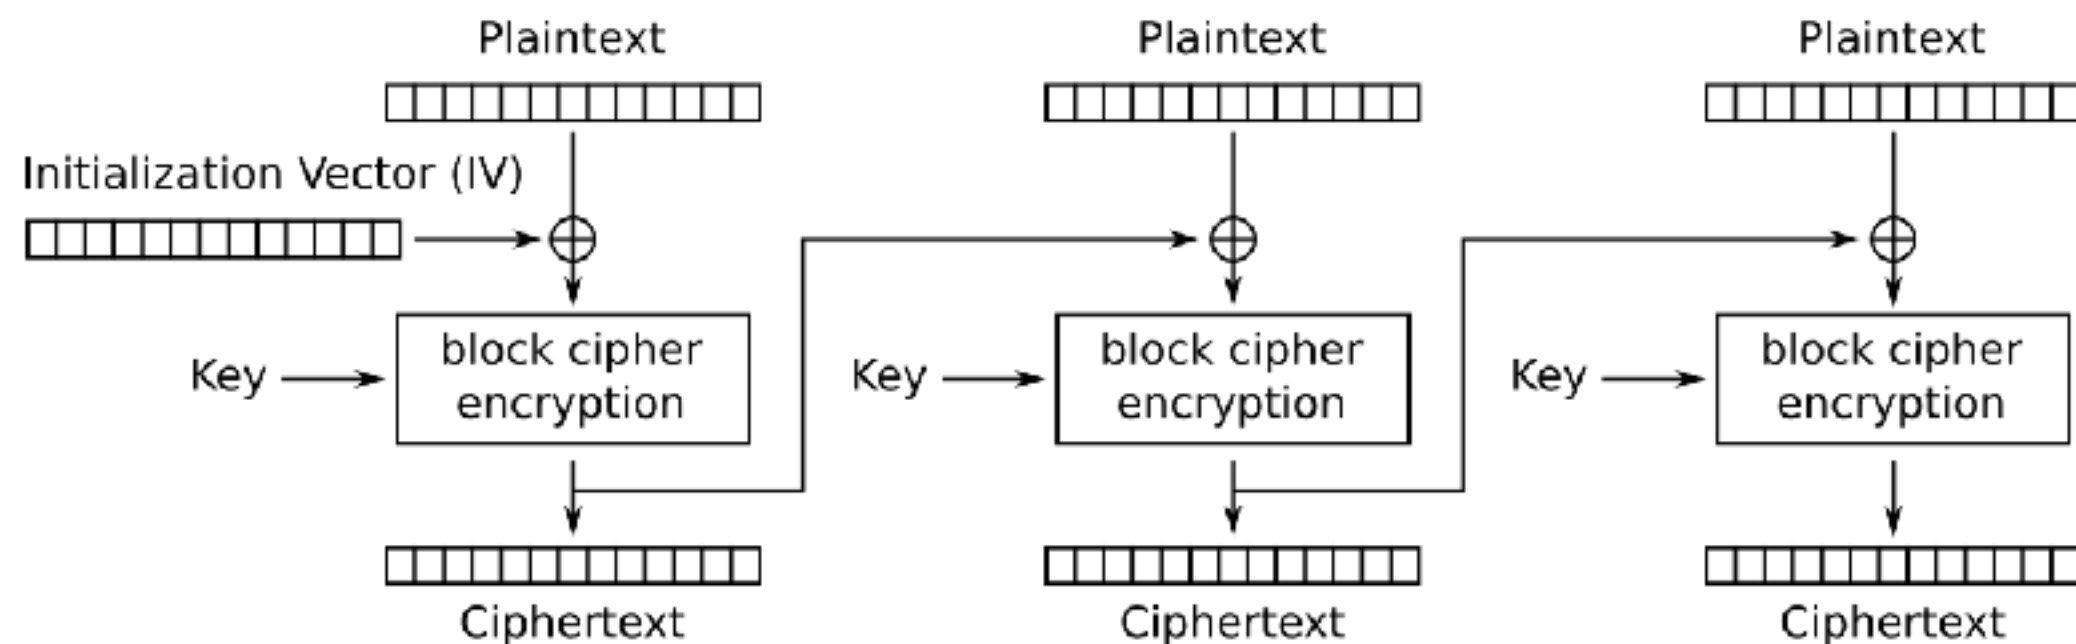 Plaintext
Plaintext
Plaintext
Initialization Vector (IV)
Key
block cipher
encryption
Key
block cipher
encryption
Key
block cipher
encryption
Ciphertext
Ciphertext
Ciphertext